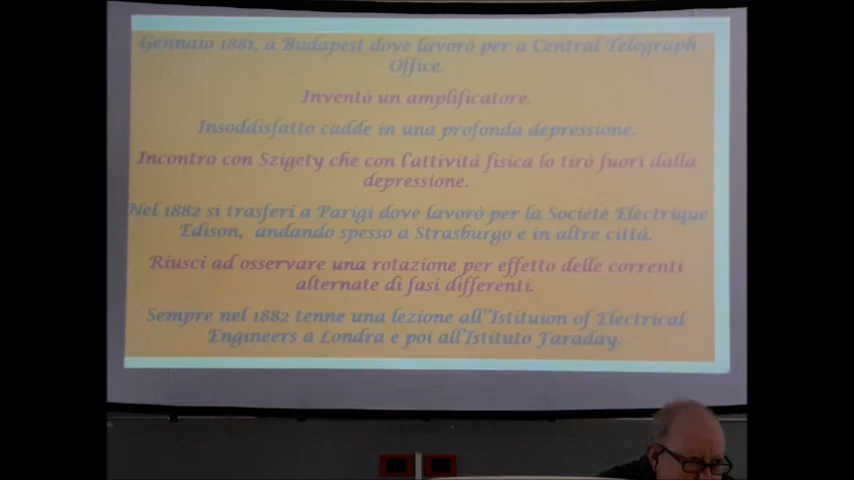 Gennaio 1881, a Budapest dove lavorò per a Central Telegraph
Office.
Inventò un amplificatore.
Insoddisfatto cadde in una profonda depressione.
Incontro con Szigety che con l'attività fisica lo tirò fuori dalla
depressione.
Nel 1882 si trasferì a Parigi dove lavorò per la Société Electrique
Edison, andando spesso a Strasburgo e in altre città.
Riusci ad osservare una rotazione per effetto delle correnti
alternate di fasi differenti.
Sempre nel 1882 tenne una lezione all''Istituion of Electrical
Engineers a Londra e poi all'Istituto Faraday.